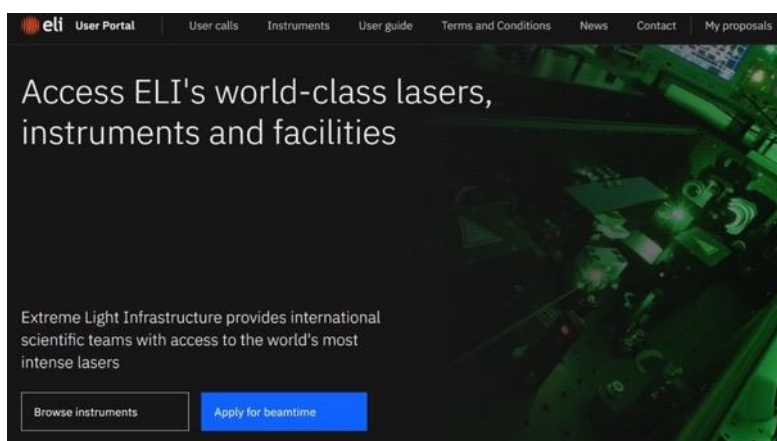 eli User Portal User calls Instruments User guide Terms and Conditions News Contact My proposals
Access ELI's world-class lasers,
instruments and facilities
Extreme Light Infrastructure provides international
scientific teams with access to the world's most
intense lasers
Browse instruments Apply for beamtime